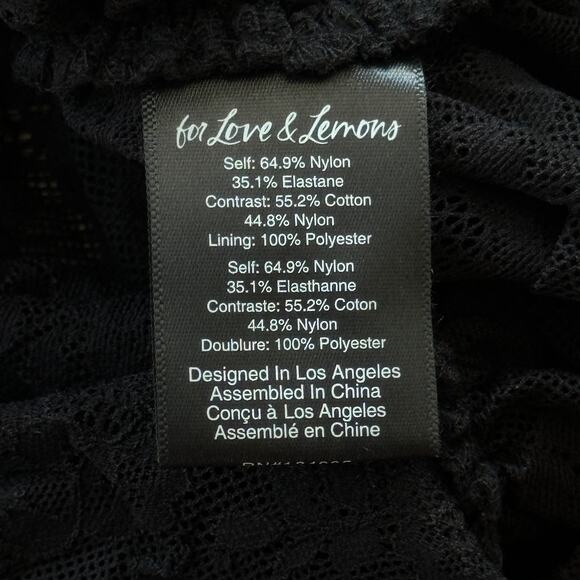 for Love & Lemons
Self: 64.9% Nylon
35.1% Elastane
Contrast: 55.2% Cotton
44.8% Nylon
Lining: 100% Polyester
Self: 64.9% Nylon
35.1% Elasthanne
Contraste: 55.2% Coton
44.8% Nylon
Doublure: 100% Polyester
Designed In Los Angeles
Assembled In China
Conçu à Los Angeles
Assemblé en Chine